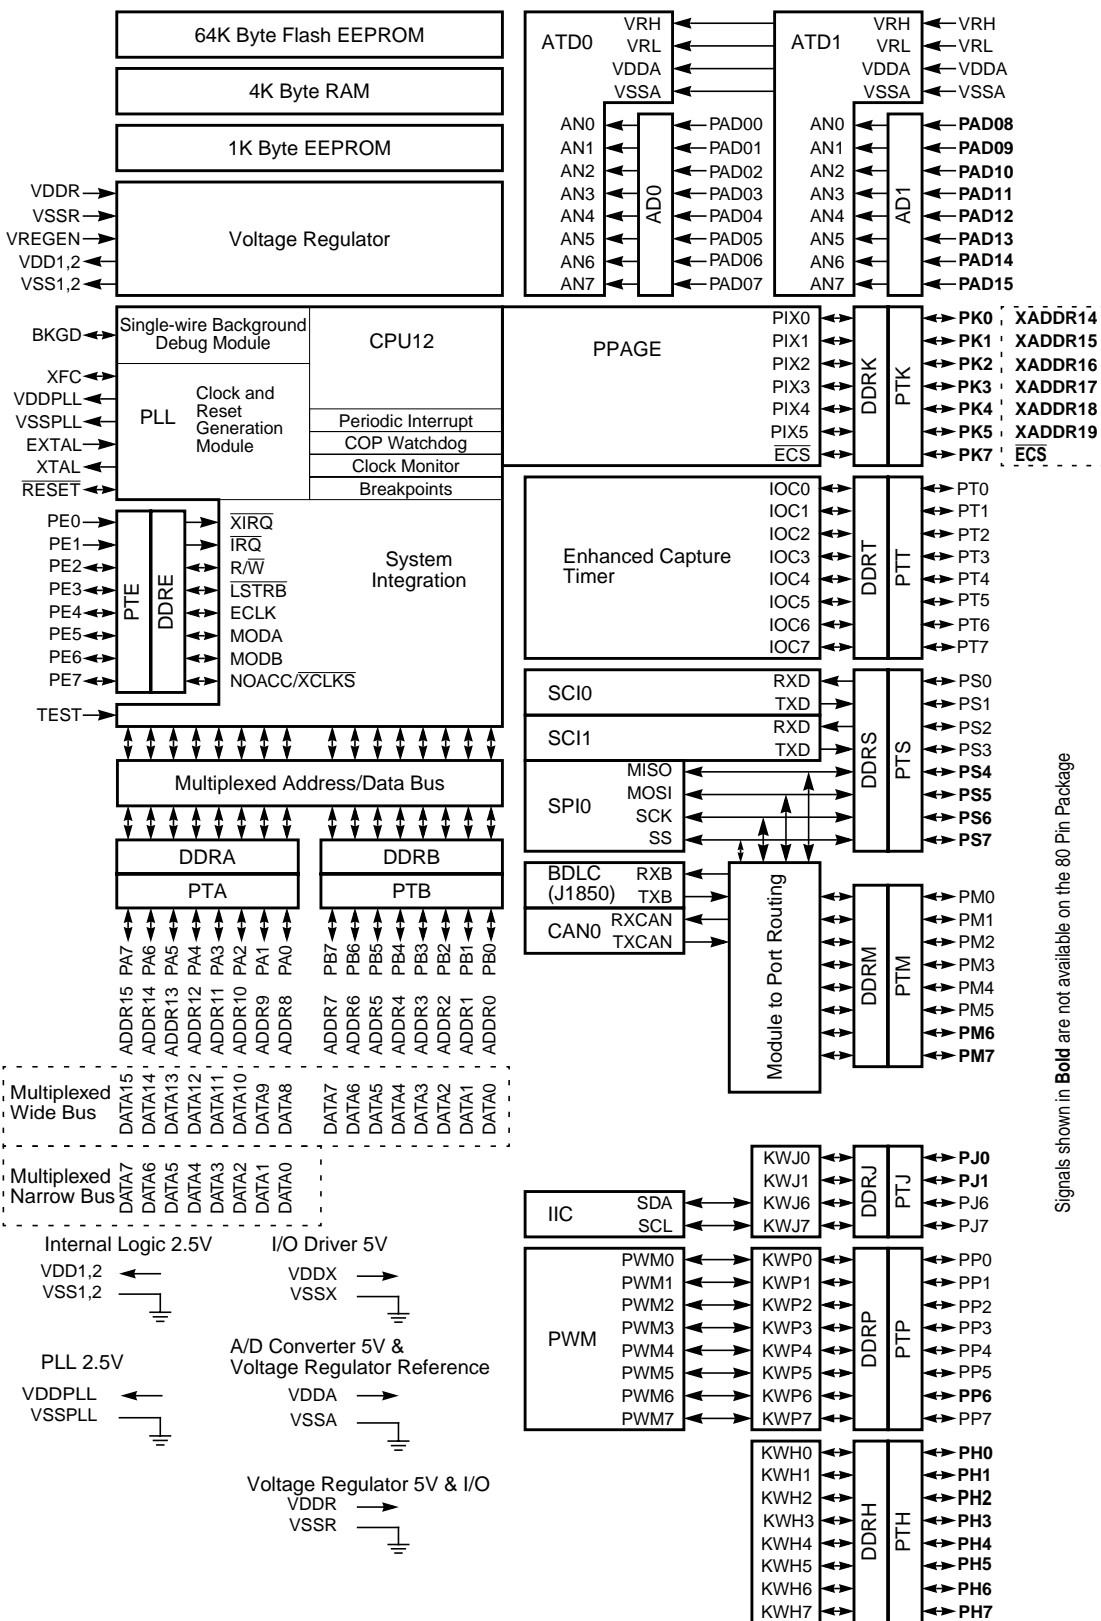 64K Byte Flash EEPROM
4K Byte RAM
1K Byte EEPROM
VDDR
VSSR
VREGEN
VDD1,2
VSS1,2
Voltage Regulator
ATD0
VRH
VRL
VDDA
VSSA
AN0
AN1
AN2
AN3
AN4
AN5
AN6
AN7
AD0
PAD00
PAD01
PAD02
PAD03
PAD04
PAD05
PAD06
PAD07
ATD1
VRH
VRL
VDDA
VSSA
VRH
VRL
VDDA
VSSA
AN0
AN1
AN2
AN3
AN4
AN5
AN6
AN7
AD1
PAD08
PAD09
PAD10
PAD11
PAD12
PAD13
PAD14
PAD15
BKGD
XFC
VDDPLL
VSSPLL
EXTAL
XTAL
RESET
Single-wire Background
Debug Module
CPU12
PLL
Clock and
Reset
Generation
Module
Periodic Interrupt
COP Watchdog
Clock Monitor
Breakpoints
PPAGE
PIX0
PIX1
PIX2
PIX3
PIX4
PIX5
ECS
DDRK
PTK
PK0 XADDR14
PK1 XADDR15
PK2 XADDR16
PK3 XADDR17
PK4 XADDR18
PK5 XADDR19
PK7 ECS
PE0
PE1
PE2
PE3
PE4
PE5
PE6
PE7
TEST
PTE
DDRE
XIRQ
IRQ
R/W
LSTRB
ECLK
MODA
MODB
NOACC/XCLKS
System
Integration
Enhanced Capture
Timer
IOC0
IOC1
IOC2
IOC3
IOC4
IOC5
IOC6
IOC7
DDRT
PTT
PT0
PT1
PT2
PT3
PT4
PT5
PT6
PT7
Multiplexed Address/Data Bus
DDRA
DDRB
PTA
PTB
PA7
PA6
PA5
PA4
PA3
PA2
PA1
PA0
PB7
PB6
PB5
PB4
PB3
PB2
PB1
PB0
ADDR15
ADDR14
ADDR13
ADDR12
ADDR11
ADDR10
ADDR9
ADDR8
ADDR7
ADDR6
ADDR5
ADDR4
ADDR3
ADDR2
ADDR1
ADDR0
Multiplexed
Wide Bus
DATA15
DATA14
DATA13
DATA12
DATA11
DATA10
DATA9
DATA8
DATA7
DATA6
DATA5
DATA4
DATA3
DATA2
DATA1
DATA0
Multiplexed
Narrow Bus
DATA7
DATA6
DATA5
DATA4
DATA3
DATA2
DATA1
DATA0
SCI0
RXD
TXD
SCI1
RXD
TXD
SPI0
MISO
MOSI
SCK
SS
DDRS
PTS
PS0
PS1
PS2
PS3
PS4
PS5
PS6
PS7
BDLC
(J1850)
RXB
TXB
CAN0
RXCAN
TXCAN
Module to Port Routing
DDRM
PTM
PM0
PM1
PM2
PM3
PM4
PM5
PM6
PM7
Signals shown in Bold are not available on the 80 Pin Package
IIC
SDA
SCL
KWJ0
KWJ1
KWJ6
KWJ7
DDRJ
PTJ
PJ0
PJ1
PJ6
PJ7
PWM
PWM0
PWM1
PWM2
PWM3
PWM4
PWM5
PWM6
PWM7
KWP0
KWP1
KWP2
KWP3
KWP4
KWP5
KWP6
KWP7
DDRP
PTP
PP0
PP1
PP2
PP3
PP4
PP5
PP6
PP7
KWH0
KWH1
KWH2
KWH3
KWH4
KWH5
KWH6
KWH7
DDRH
PTH
PH0
PH1
PH2
PH3
PH4
PH5
PH6
PH7
Internal Logic 2.5V
VDD1,2
VSS1,2
I/O Driver 5V
VDDX
VSSX
PLL 2.5V
VDDPLL
VSSPLL
A/D Converter 5V &
Voltage Regulator Reference
VDDA
VSSA
Voltage Regulator 5V & I/O
VDDR
VSSR